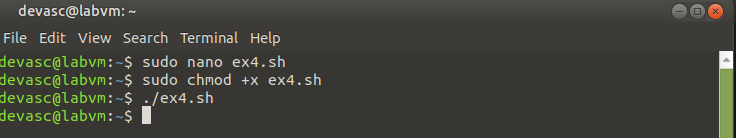 devasc@labvm: ~
File Edit View Search Terminal Help
devasc@labvm:~$ sudo nano ex4.sh
devasc@labvm:~$ sudo chmod +x ex4.sh
devasc@labvm:~$ ./ex4.sh
devasc@labvm:~$